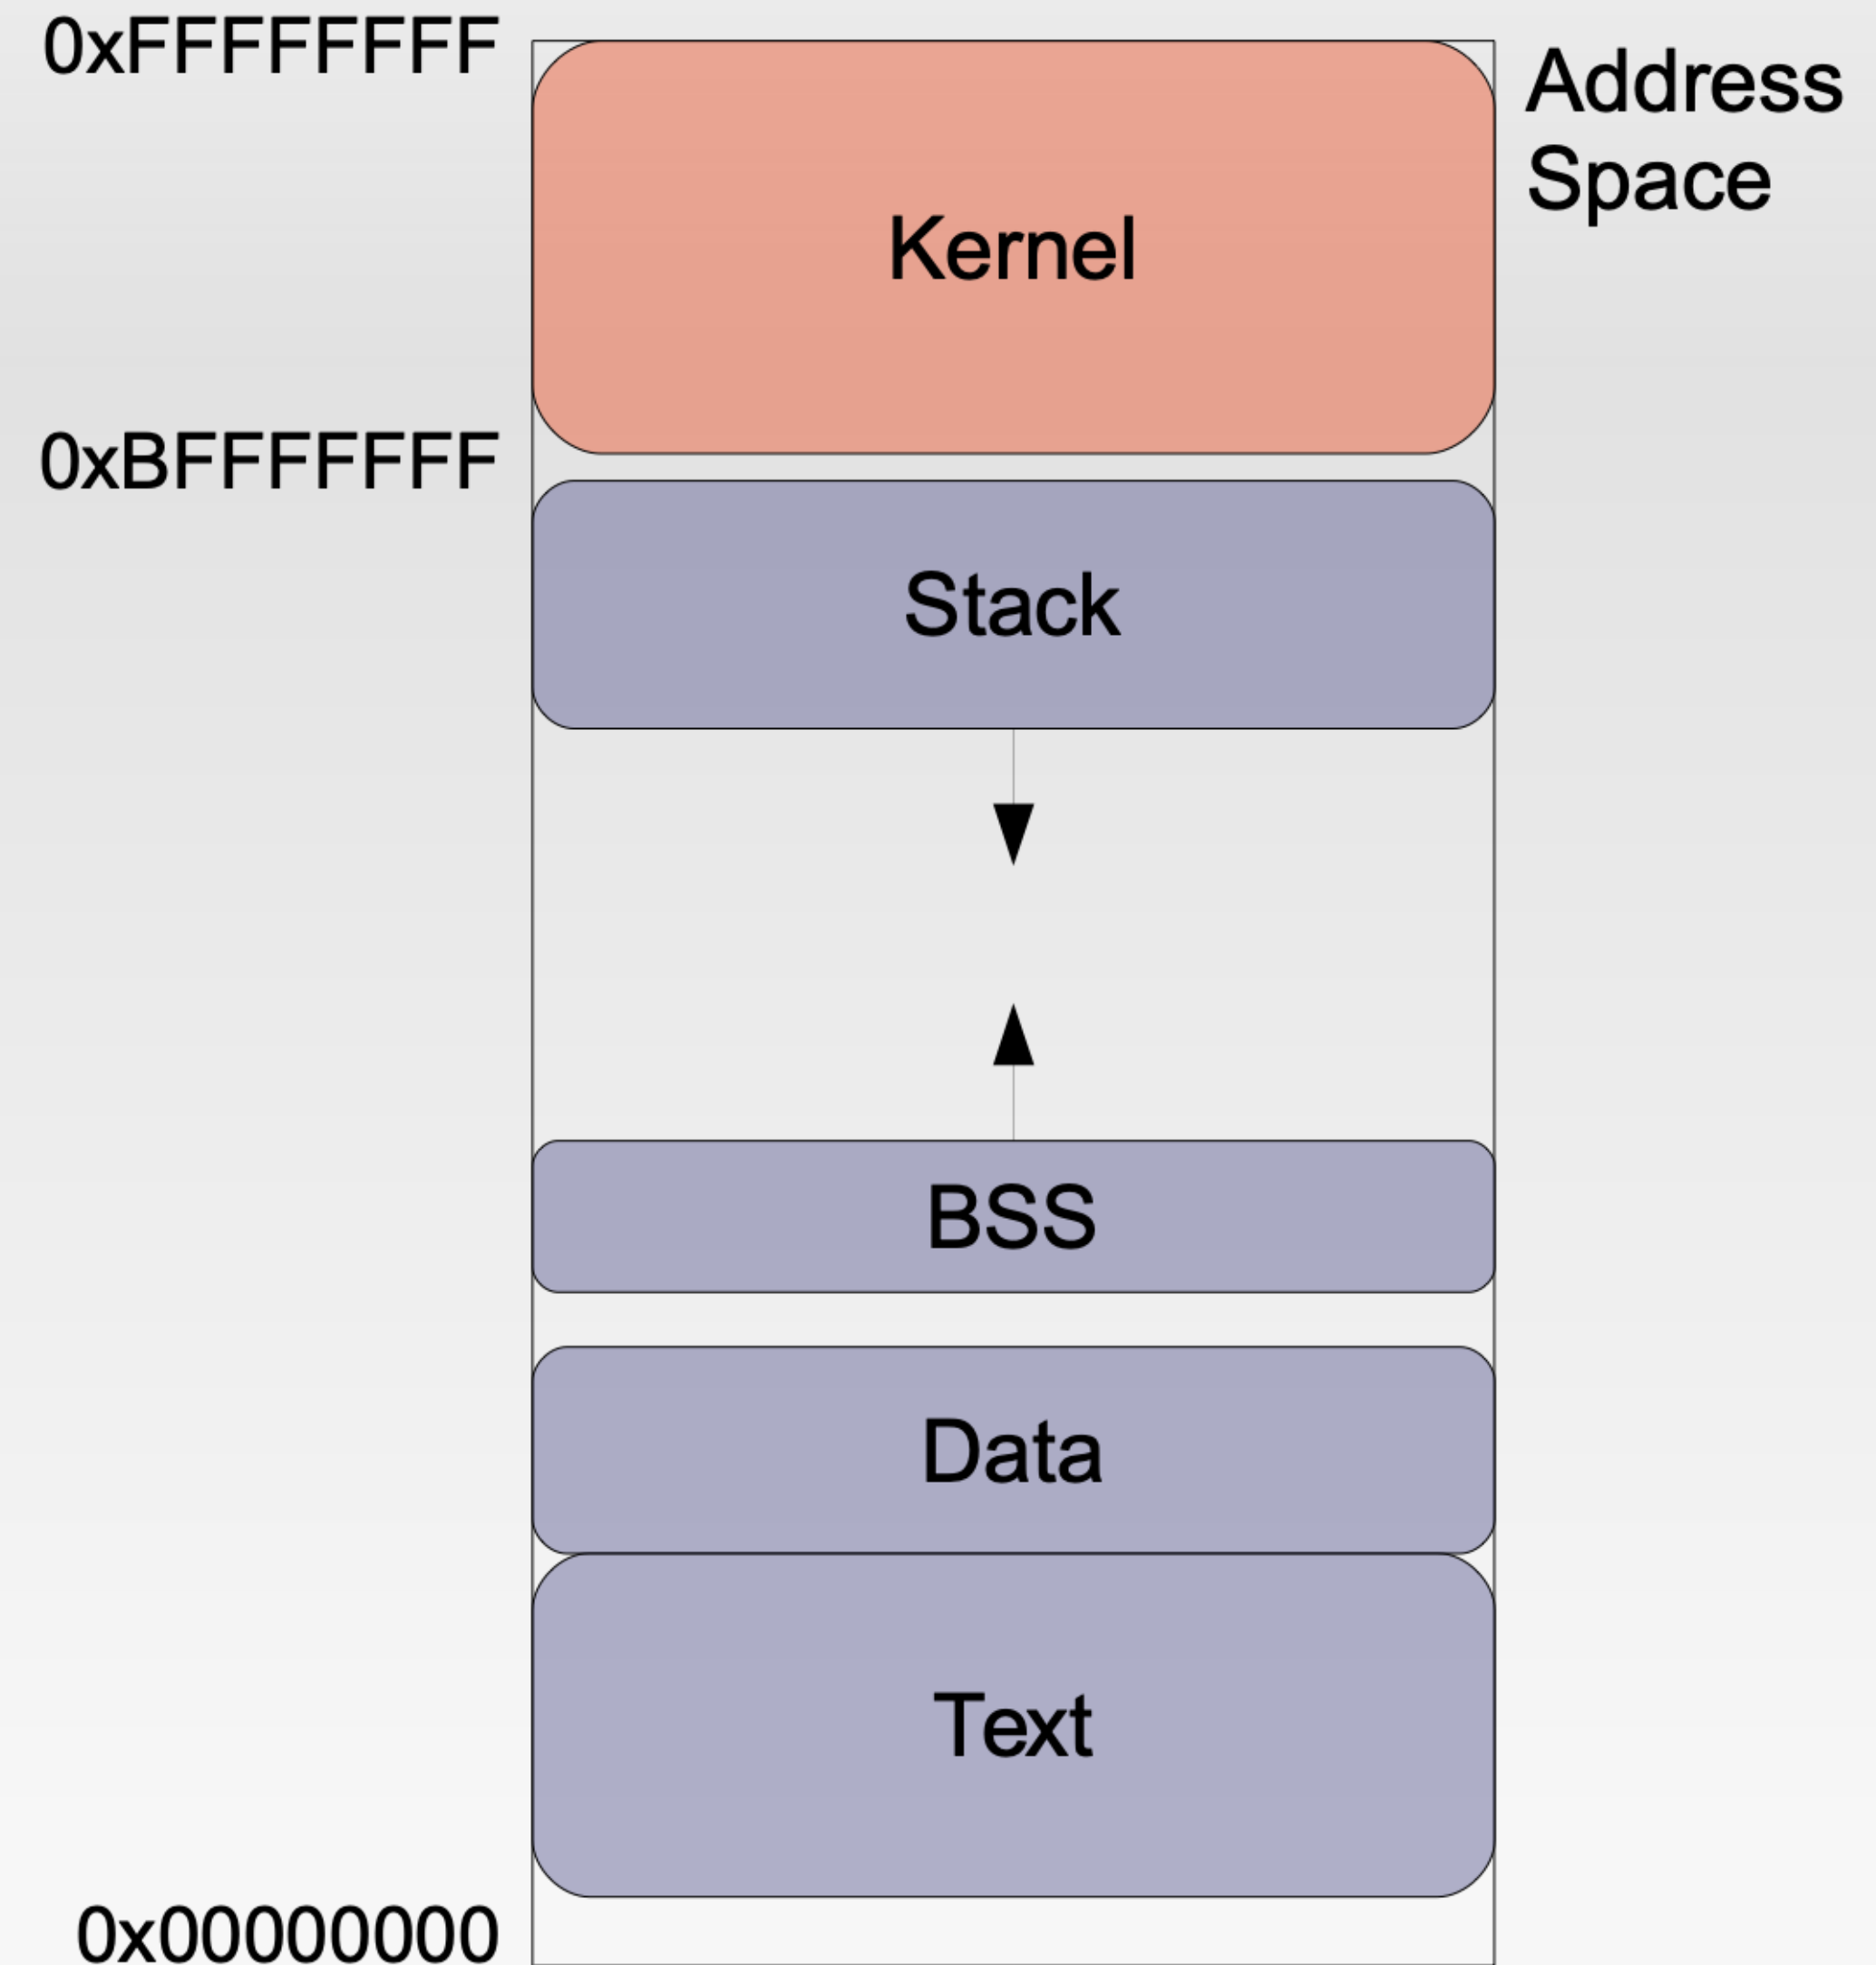 0xFFFFFFFF
Address
Space
Kernel
0xBFFFFFFF
Stack
BSS
Data
Text
0x00000000